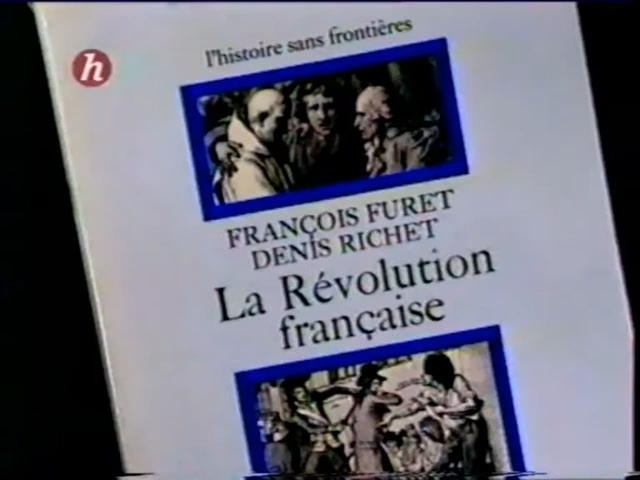 h
l'histoire sans frontières
FRANÇOIS FURET
DENIS RICHET
La Révolution
française